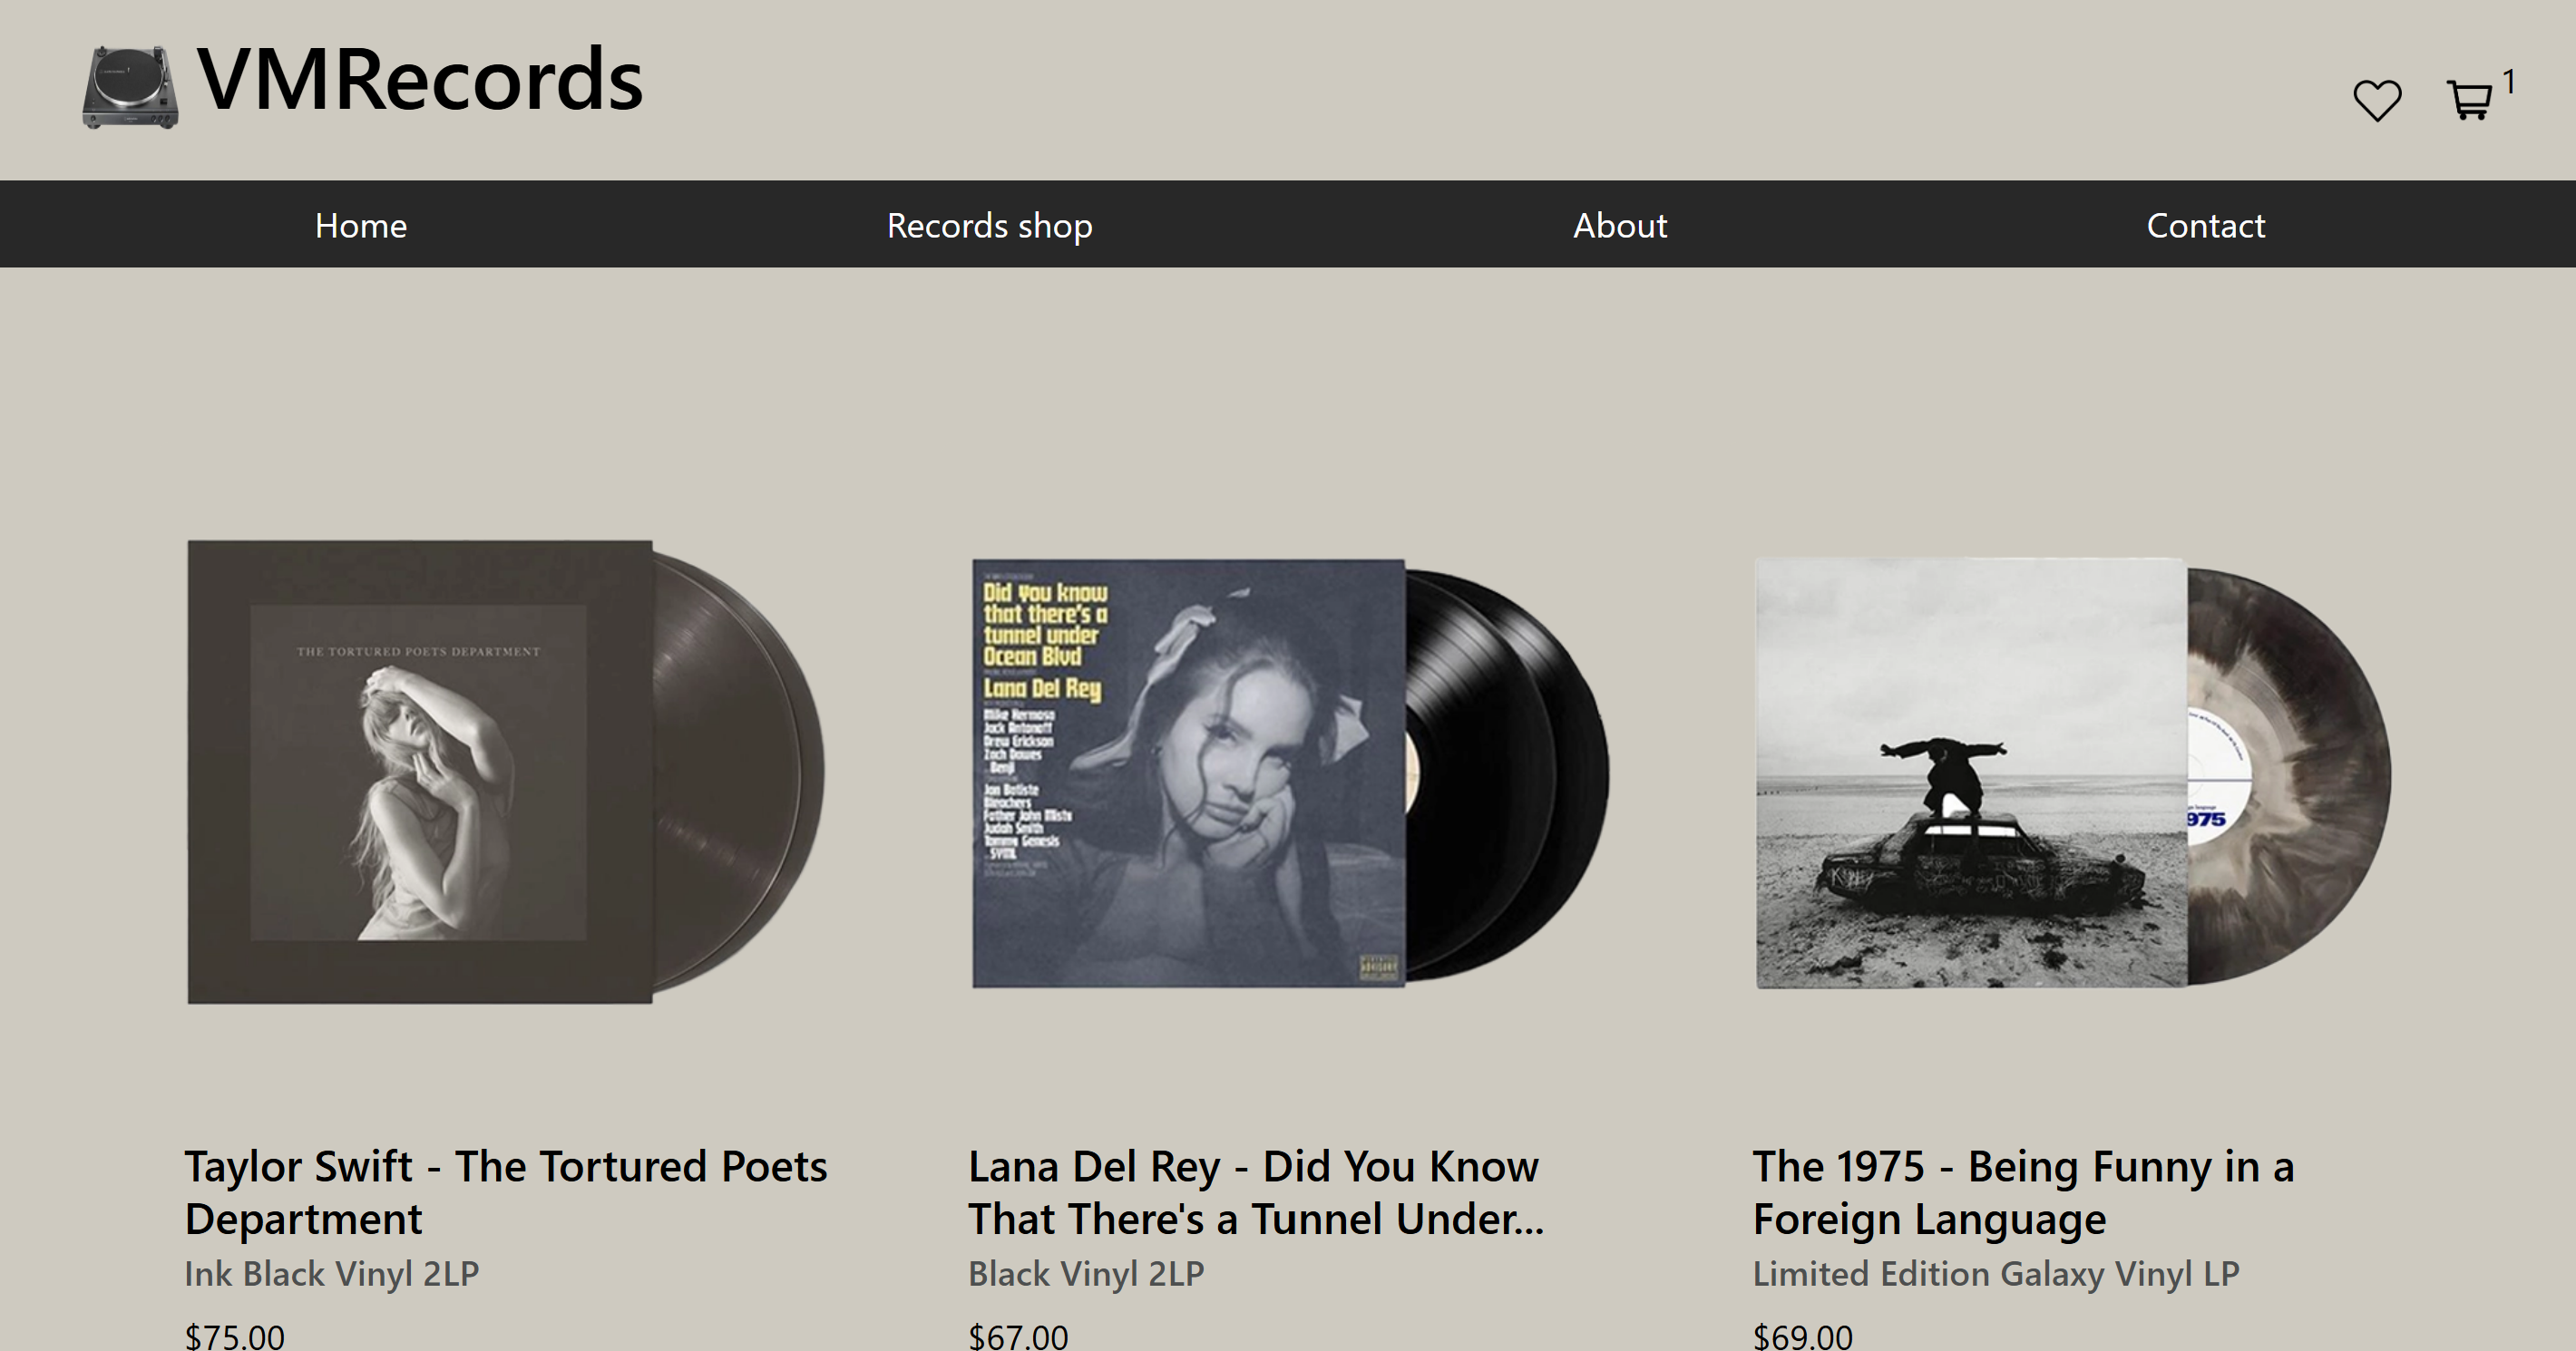 VMRecords
1
Home
Records shop
About
Contact
THE TORTURED POETS DEPARTMENT
Did you know
that there's a
tunnel under
Ocean Blvd
Lana Del Rey
Mike Hermosa
Jack Antonoff
Drew Erickson
Zach Dawes
Benji
Jon Batiste
Bleachers
Father John Misty
Judah Smith
Tommy Genesis
SYML
ADVISORY
975
Taylor Swift - The Tortured Poets
Department
Ink Black Vinyl 2LP
$75.00
Lana Del Rey - Did You Know
That There's a Tunnel Under...
Black Vinyl 2LP
$67.00
The 1975 - Being Funny in a
Foreign Language
Limited Edition Galaxy Vinyl LP
$69.00